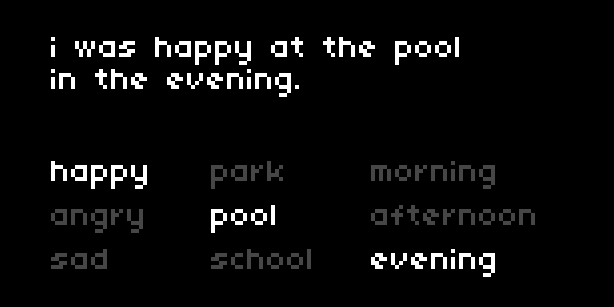 i was happy at the pool
in the evening.
happy park morning
angry pool afternoon
sad school evening